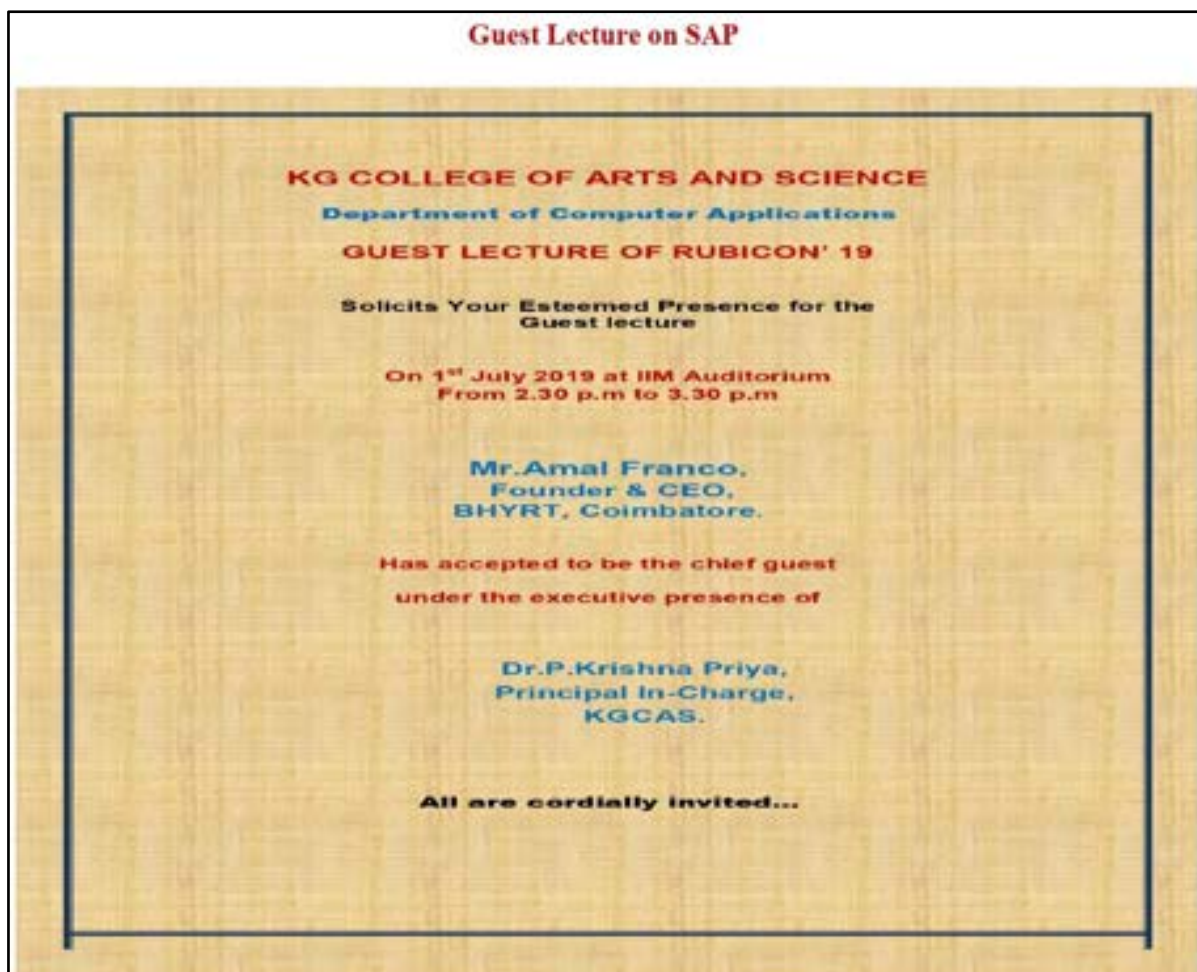 Guest Lecture on SAP
KG COLLEGE OF ARTS AND SCIENCE
Department of Computer Applications
GUEST LECTURE OF RUBICON' 19
Solicits Your Esteemed Presence for the
Guest lecture
On 1st July 2019 at IIM Auditorium
From 2.30 p.m to 3.30 p.m
Mr.Amal Franco,
Founder & CEO,
BHYRT, Coimbatore.
Has accepted to be the chief guest
under the executive presence of
Dr.P.Krishna Priya,
Principal In-Charge,
KGCAS.
All are cordially invited...